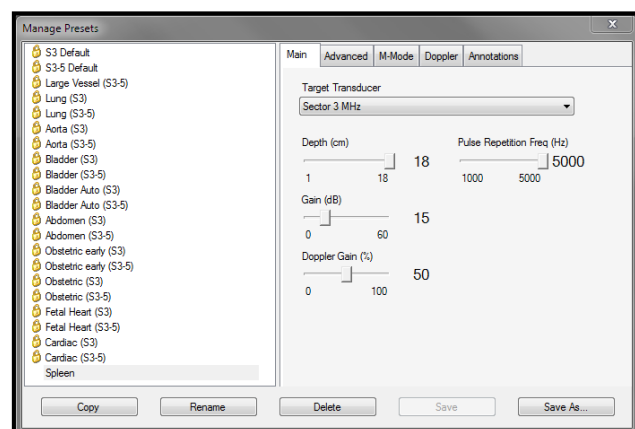 Manage Presets
x
S3 Default
S3-5 Default
Large Vessel (S3-5)
Lung (S3)
Lung (S3-5)
Aorta (S3)
Aorta (S3-5)
Bladder (S3)
Bladder (S3-5)
Bladder Auto (S3)
Bladder Auto (S3-5)
Abdomen (S3)
Abdomen (S3-5)
Obstetric early (S3)
Obstetric early (S3-5)
Obstetric (S3)
Obstetric (S3-5)
Fetal Heart (S3)
Fetal Heart (S3-5)
Cardiac (S3)
Cardiac (S3-5)
Spleen
Main Advanced M-Mode Doppler Annotations
Target Transducer
Sector 3 MHz
Depth (cm) Pulse Repetition Freq (Hz)
18 5000
1 18 1000 5000
Gain (dB)
15
0 60
Doppler Gain (%)
50
0 100
Copy Rename Delete Save Save As...